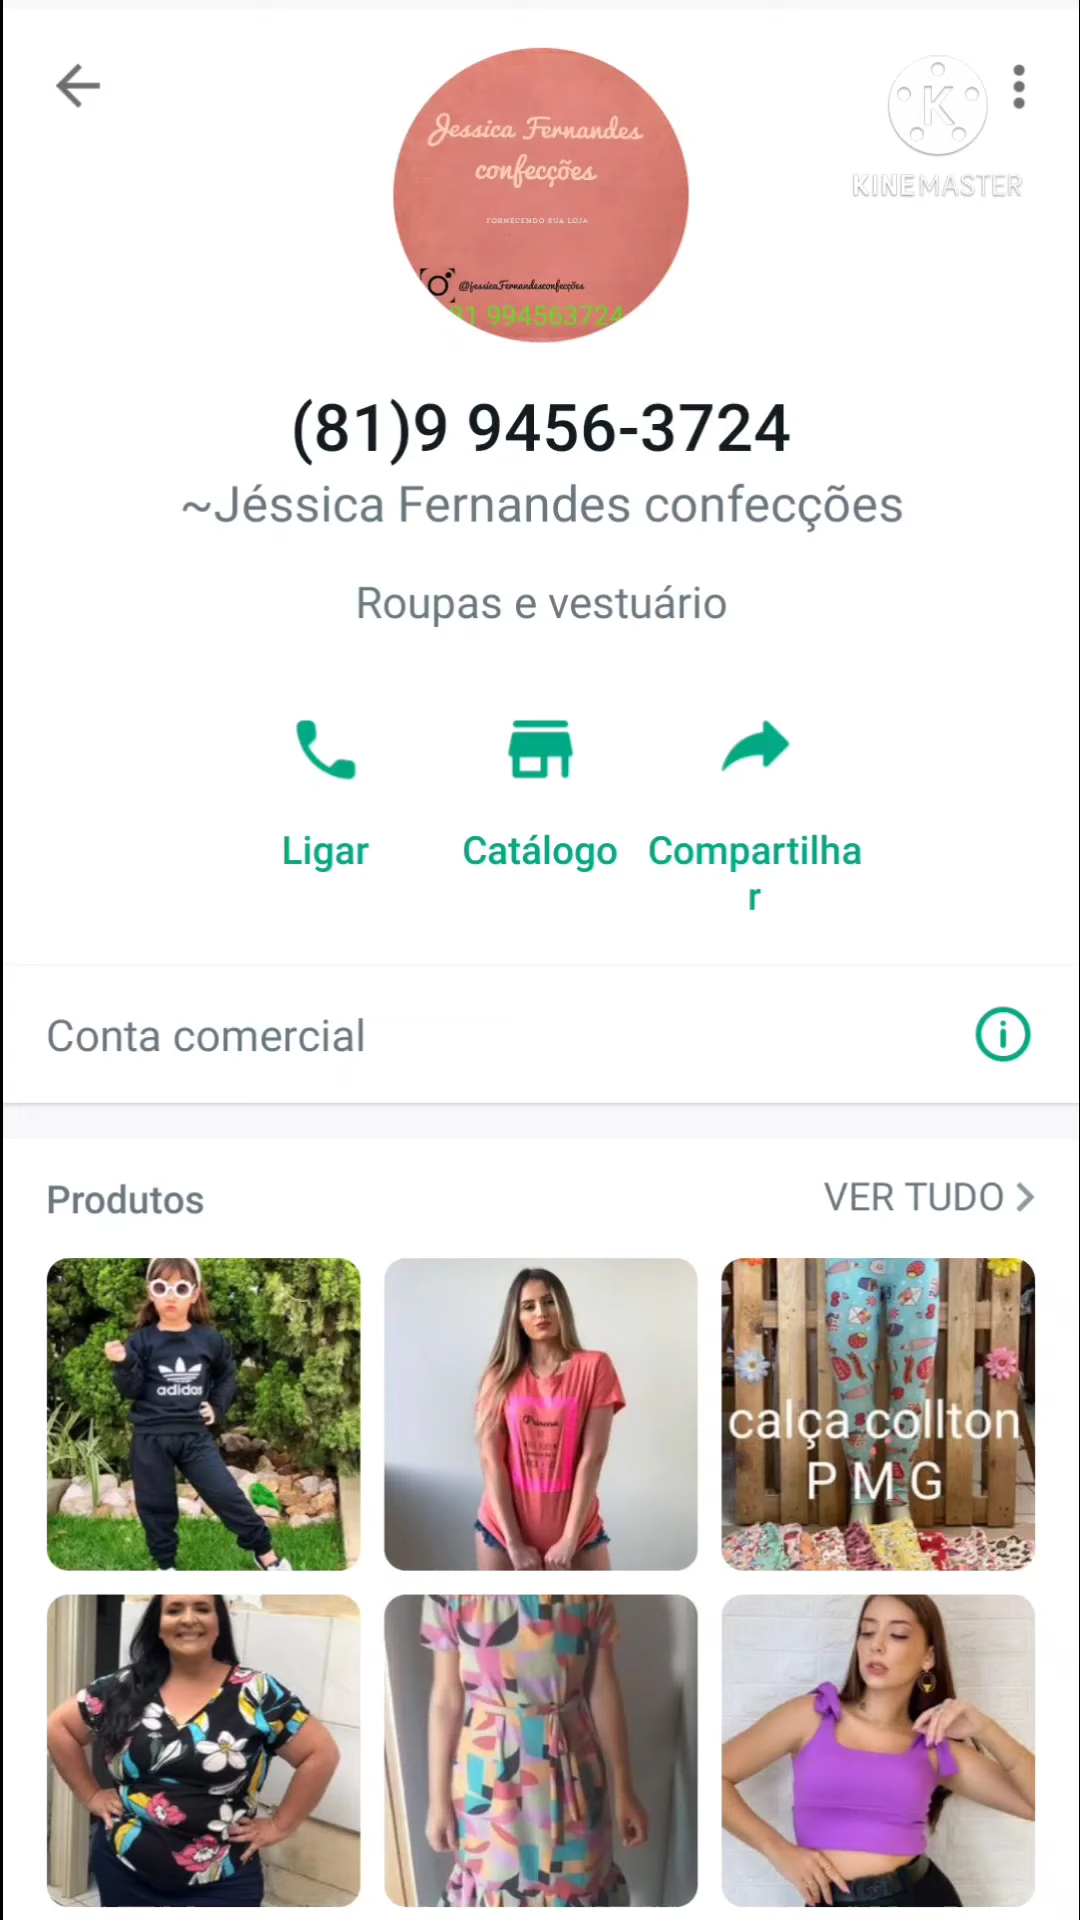 Jessica Fernandes
confecções
FORNECENDO SUA LOJA
@jessicaFernandesconfecções
81 994563724
KINEMASTER
(81)9 9456-3724
~Jéssica Fernandes confecções
Roupas e vestuário
Ligar
Catálogo
Compartilha
r
Conta comercial
Produtos
VER TUDO
adidas
Princesa
calça collton
P M G